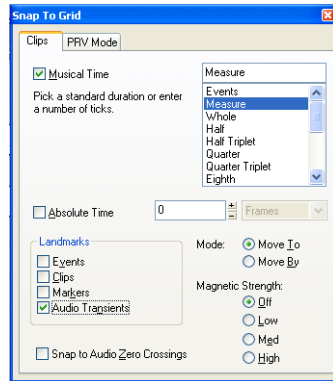 Snap To Grid
Clips PRV Mode
Musical Time Measure
Pick a standard duration or enter
a number of ticks.
Events
Measure
Whole
Half
Half Triplet
Quarter
Quarter Triplet
Eighth
Absolute Time 0 Frames
Landmarks
Events
Clips
Markers
Audio Transients
Mode: Move To
Move By
Magnetic Strength:
Off
Low
Med
High
Snap to Audio Zero Crossings